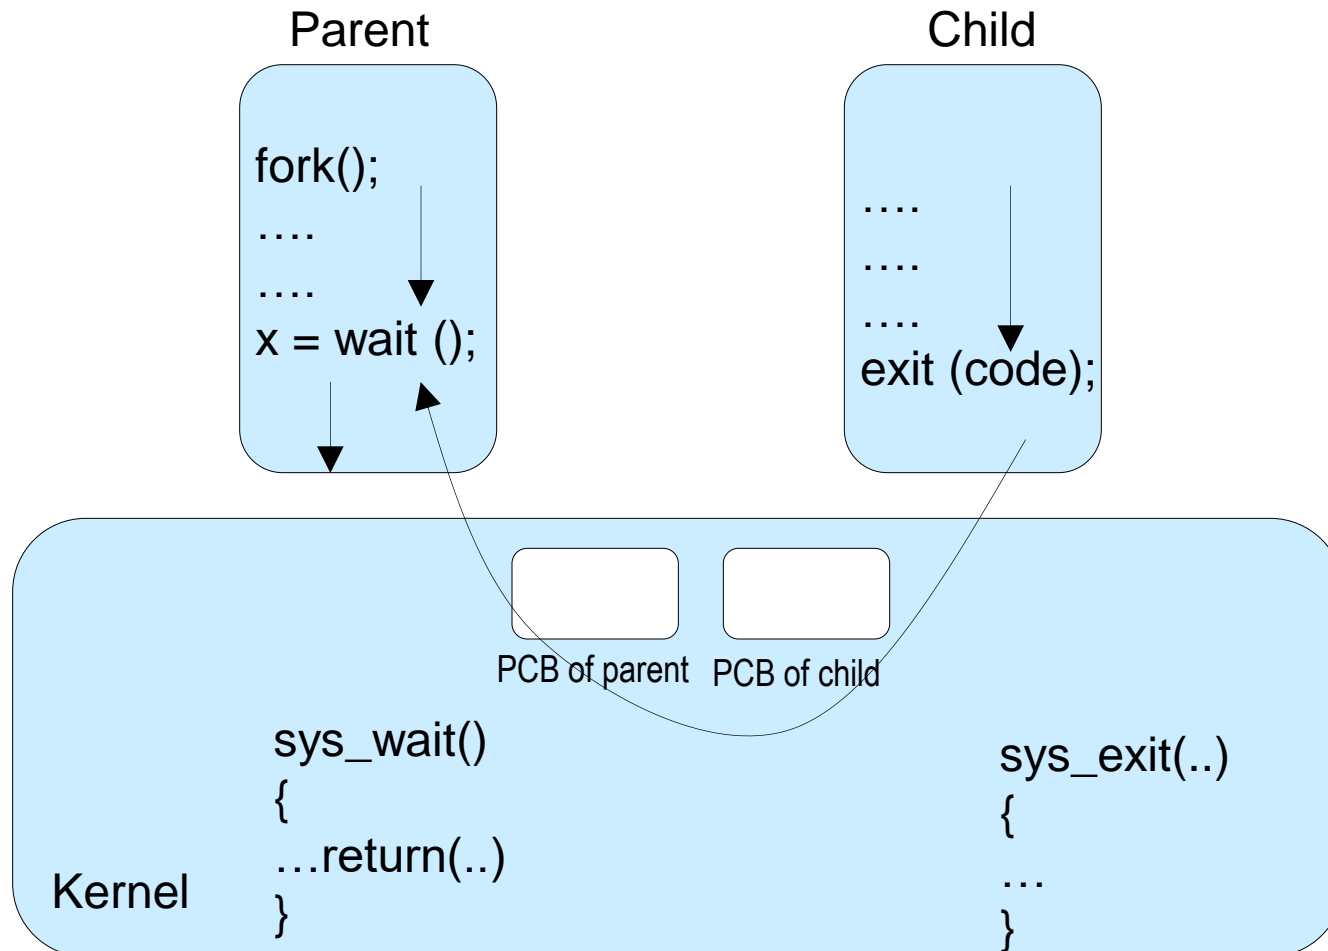 Parent
fork();
….
….
x = wait ();
Child
….
….
….
exit (code);
PCB of parent
PCB of child
sys_wait()
{
…return(..)
}
sys_exit(..)
{
…
}
Kernel